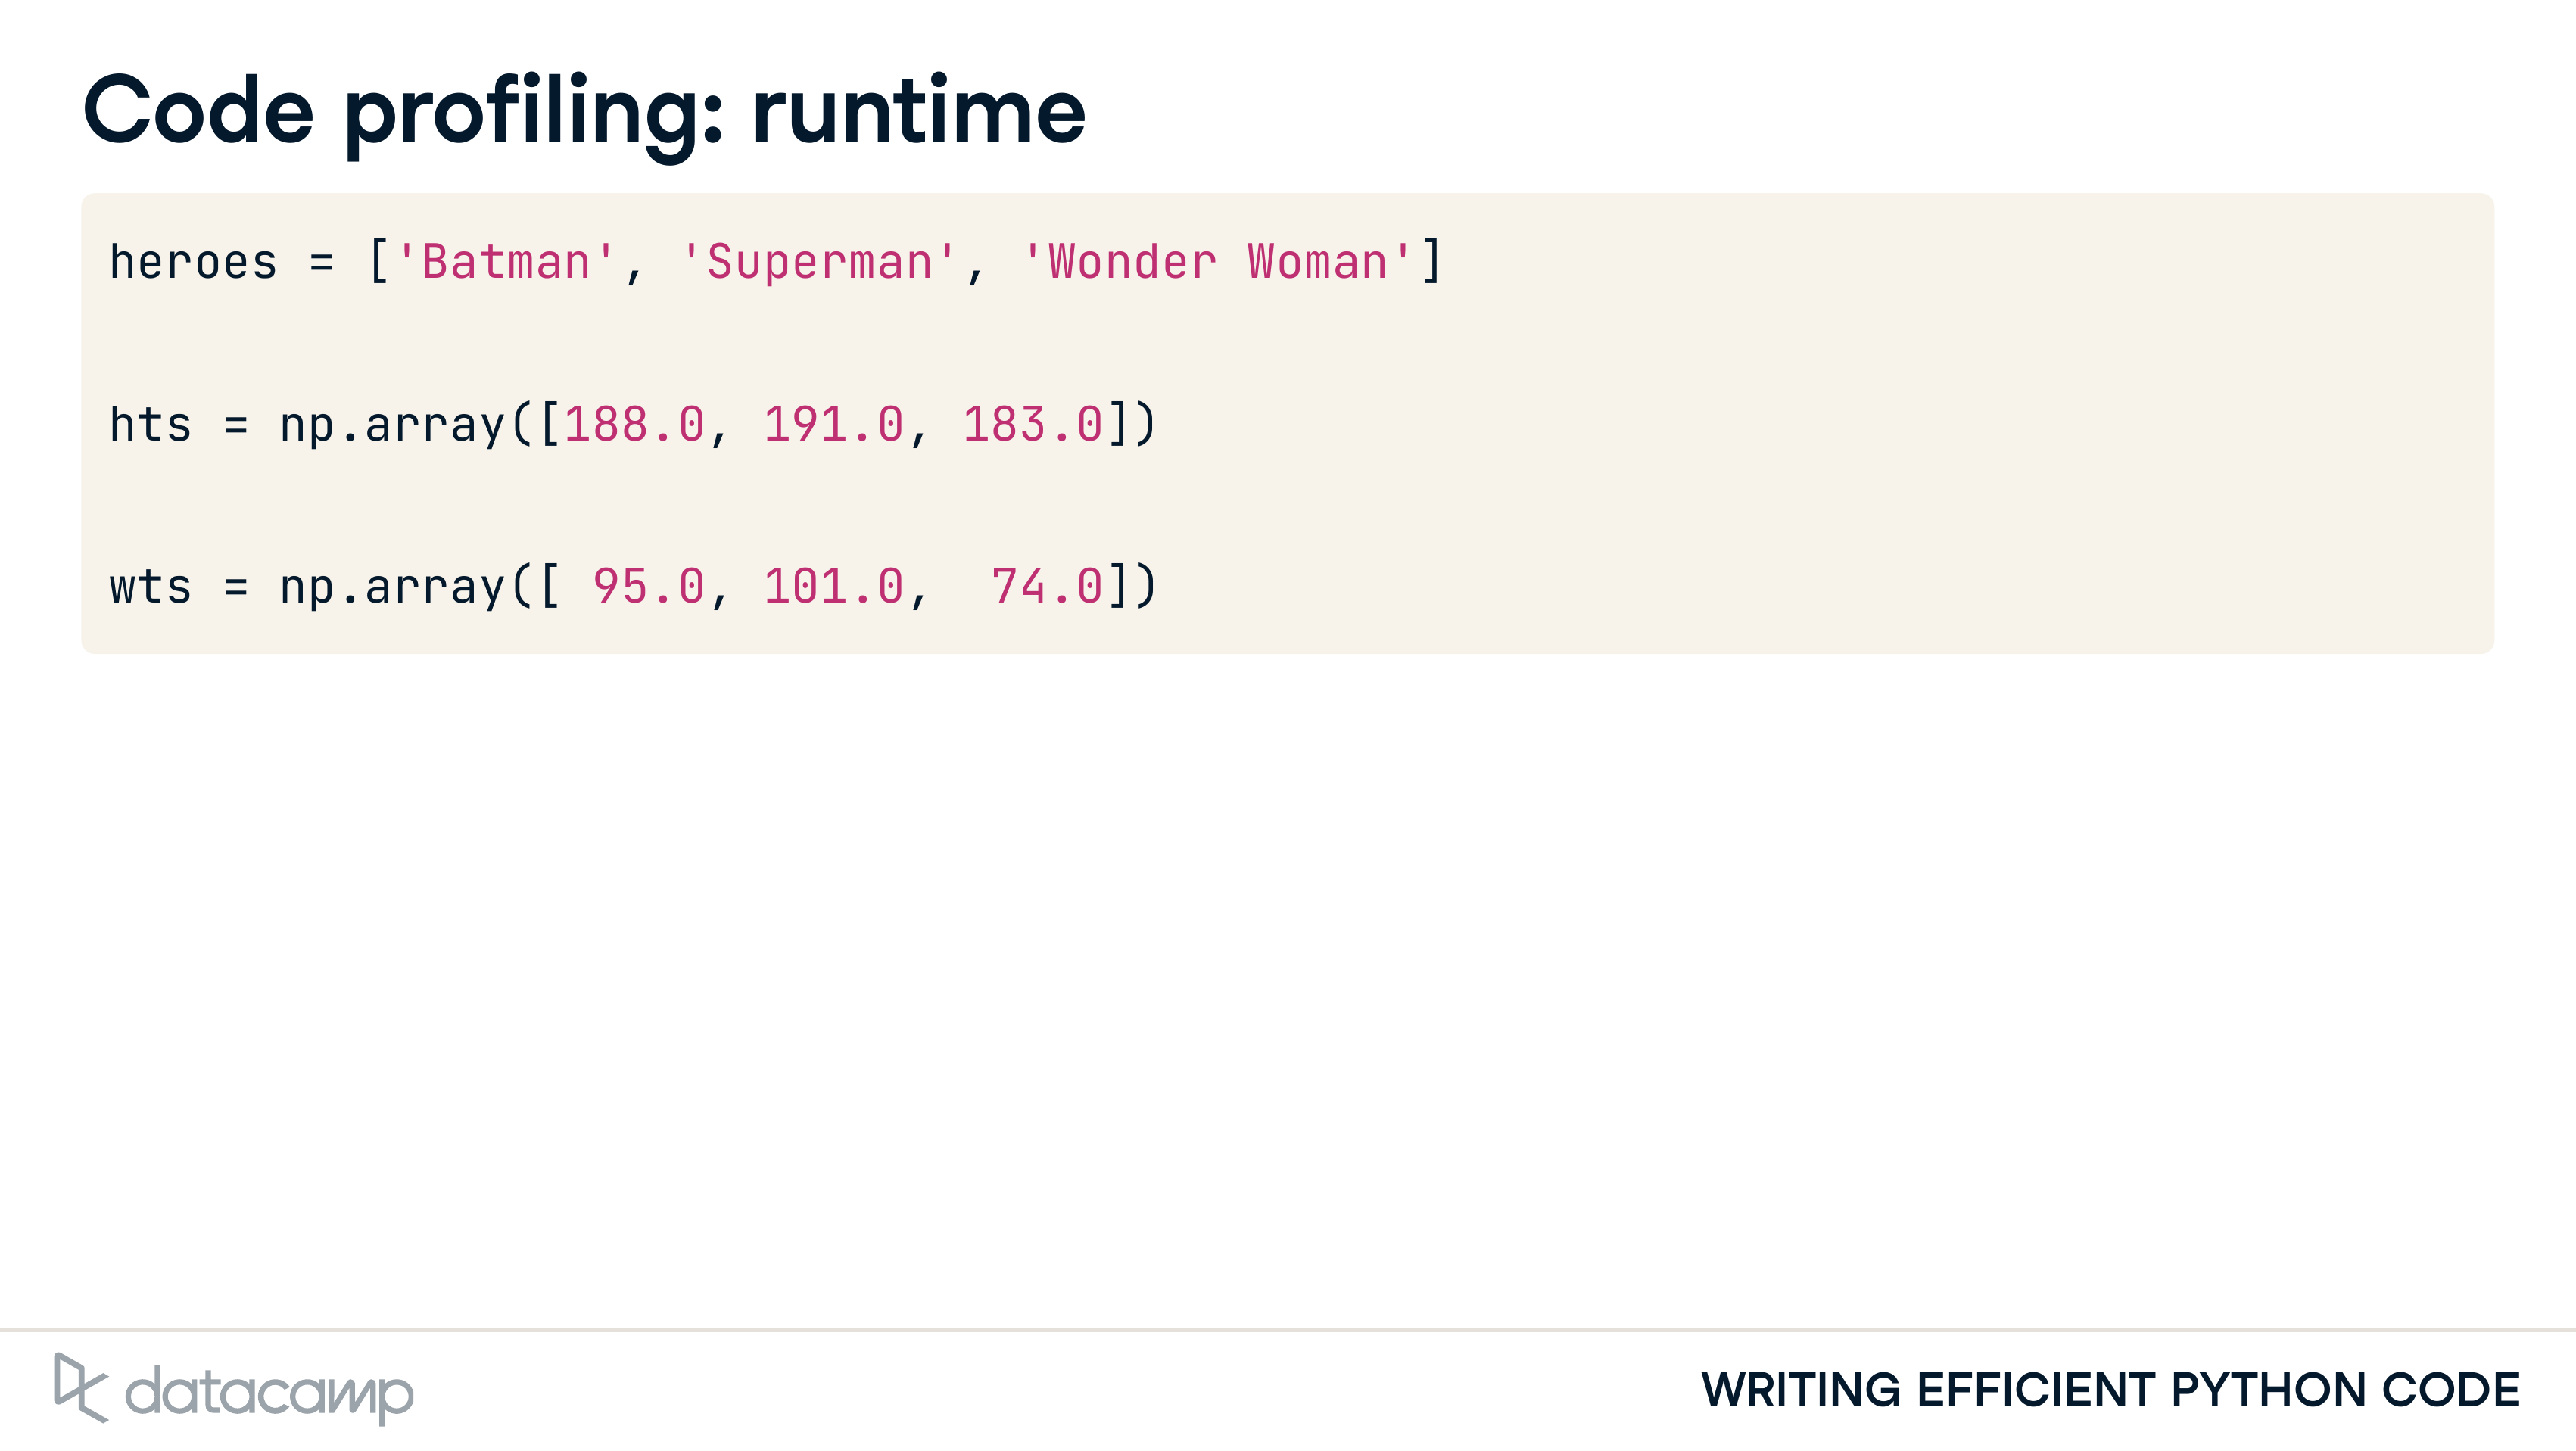 Code profiling: runtime
heroes = ['Batman', 'Superman', 'Wonder Woman']
hts = np.array([188.0, 191.0, 183.0])
wts = np.array([ 95.0, 101.0,  74.0])
datacamp
WRITING EFFICIENT PYTHON CODE